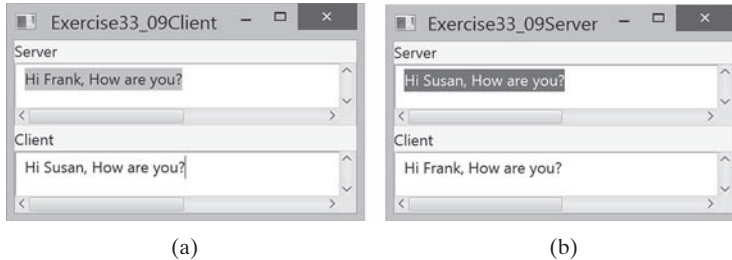 Exercise33_09Client
Server
Hi Frank, How are you?
Client
Hi Susan, How are you?
(a)
Exercise33_09Server
Server
Hi Susan, How are you?
Client
Hi Frank, How are you?
(b)